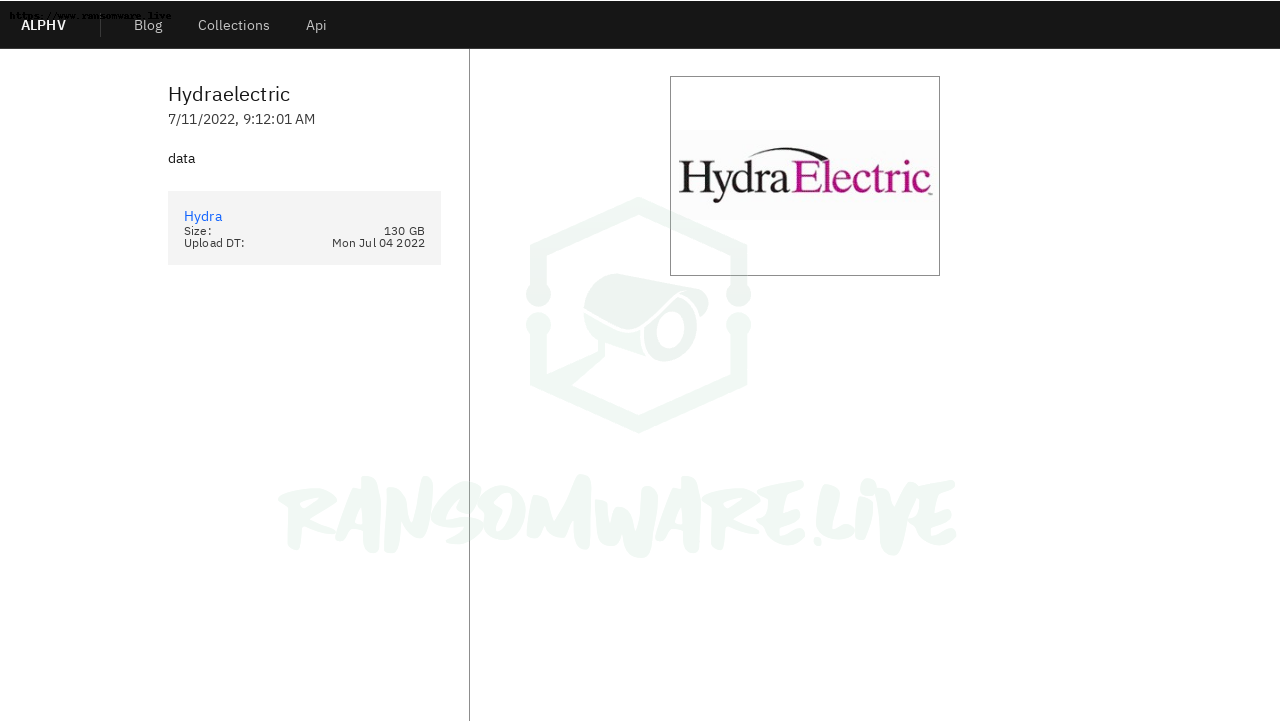 https://www.ransomware.live
ALPHV
Blog
Collections
Api
Hydraelectric
7/11/2022, 9:12:01 AM
data
Hydra
Size: 130 GB
Upload DT: Mon Jul 04 2022
HydraElectric™
RANSOMWARE.LIVE